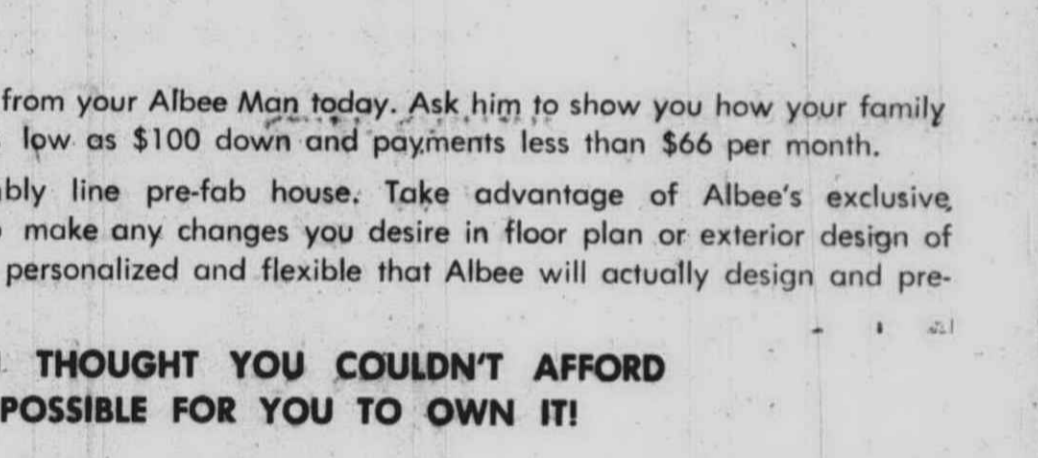 from your Albee Man today. Ask him to show you how your family
low as $100 down and payments less than $66 per month.
bly line pre-fab house. Take advantage of Albee's exclusive
make any changes you desire in floor plan or exterior design of
personalized and flexible that Albee will actually design and pre-
THOUGHT YOU COULDN'T AFFORD
POSSIBLE FOR YOU TO OWN IT!